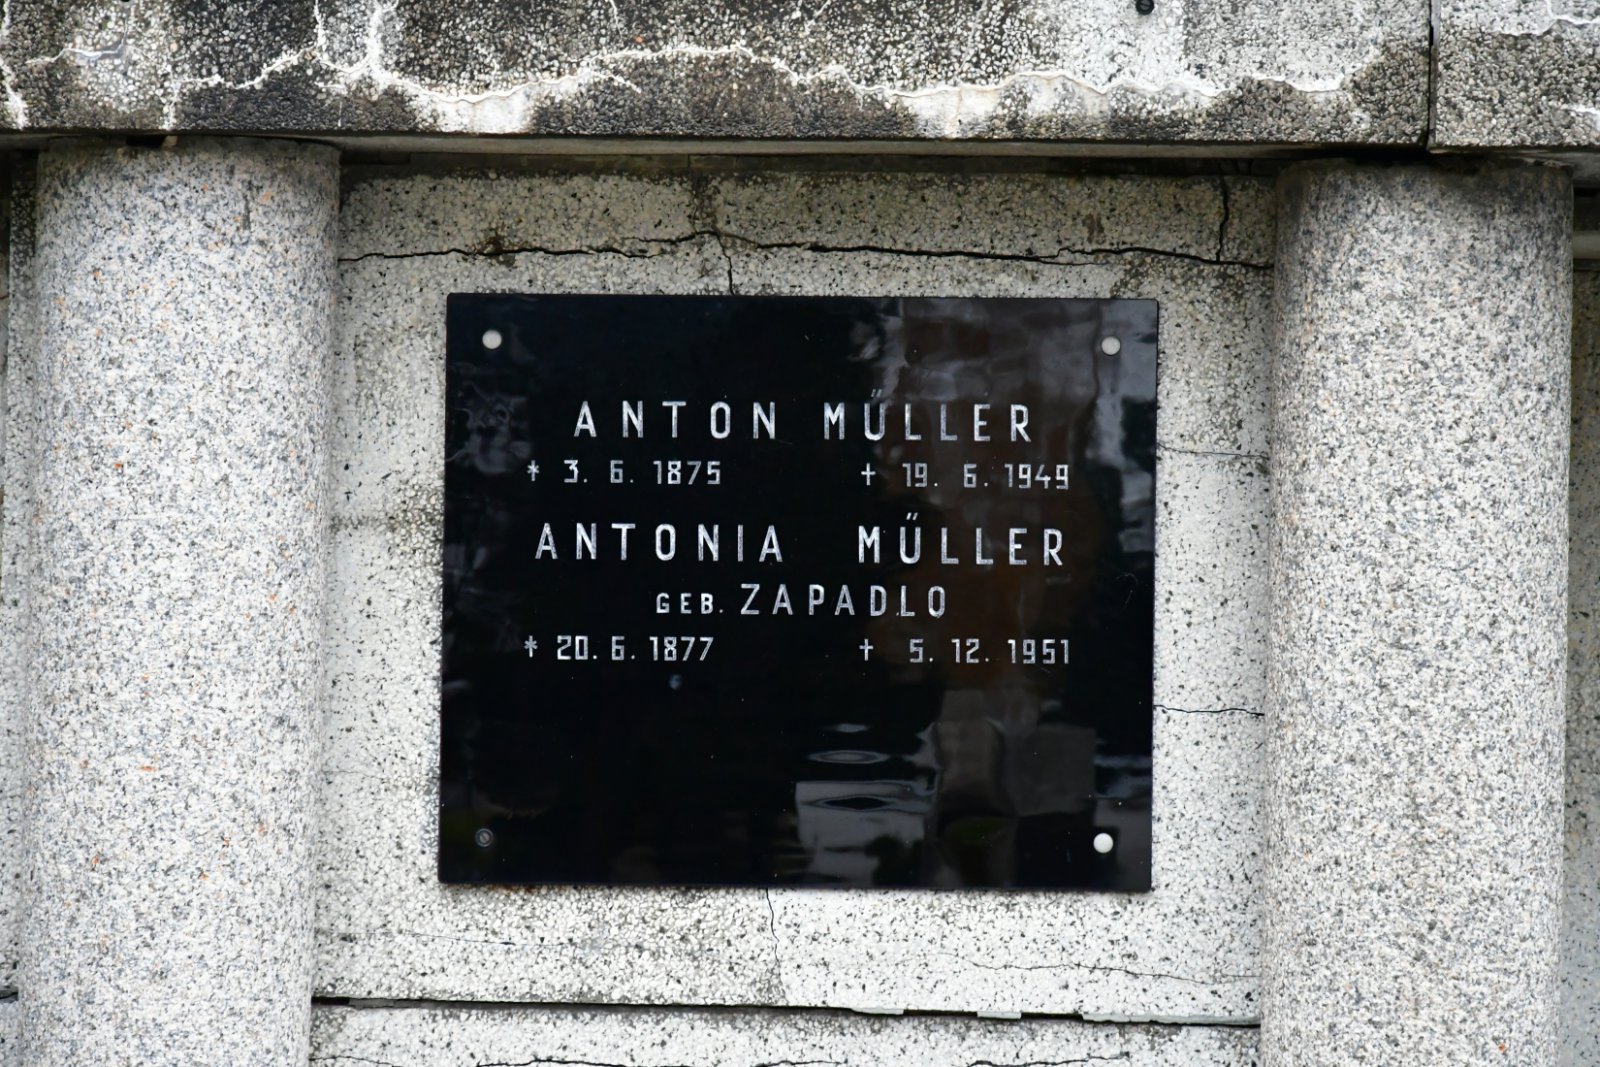 ANTON MÜLLER
* 3. 6. 1875 † 19. 6. 1949
ANTONIA MÜLLER
GEB. ZAPADLO
* 20. 6. 1877 † 5. 12. 1951